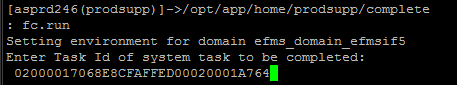 [asprd246(prodsupp)]->/opt/app/home/prodsupp/complete
: fc.run
Setting environment for domain efms_domain_efmsif5
Enter Task Id of system task to be completed:
02000017068E8CFAFFED00020001A764